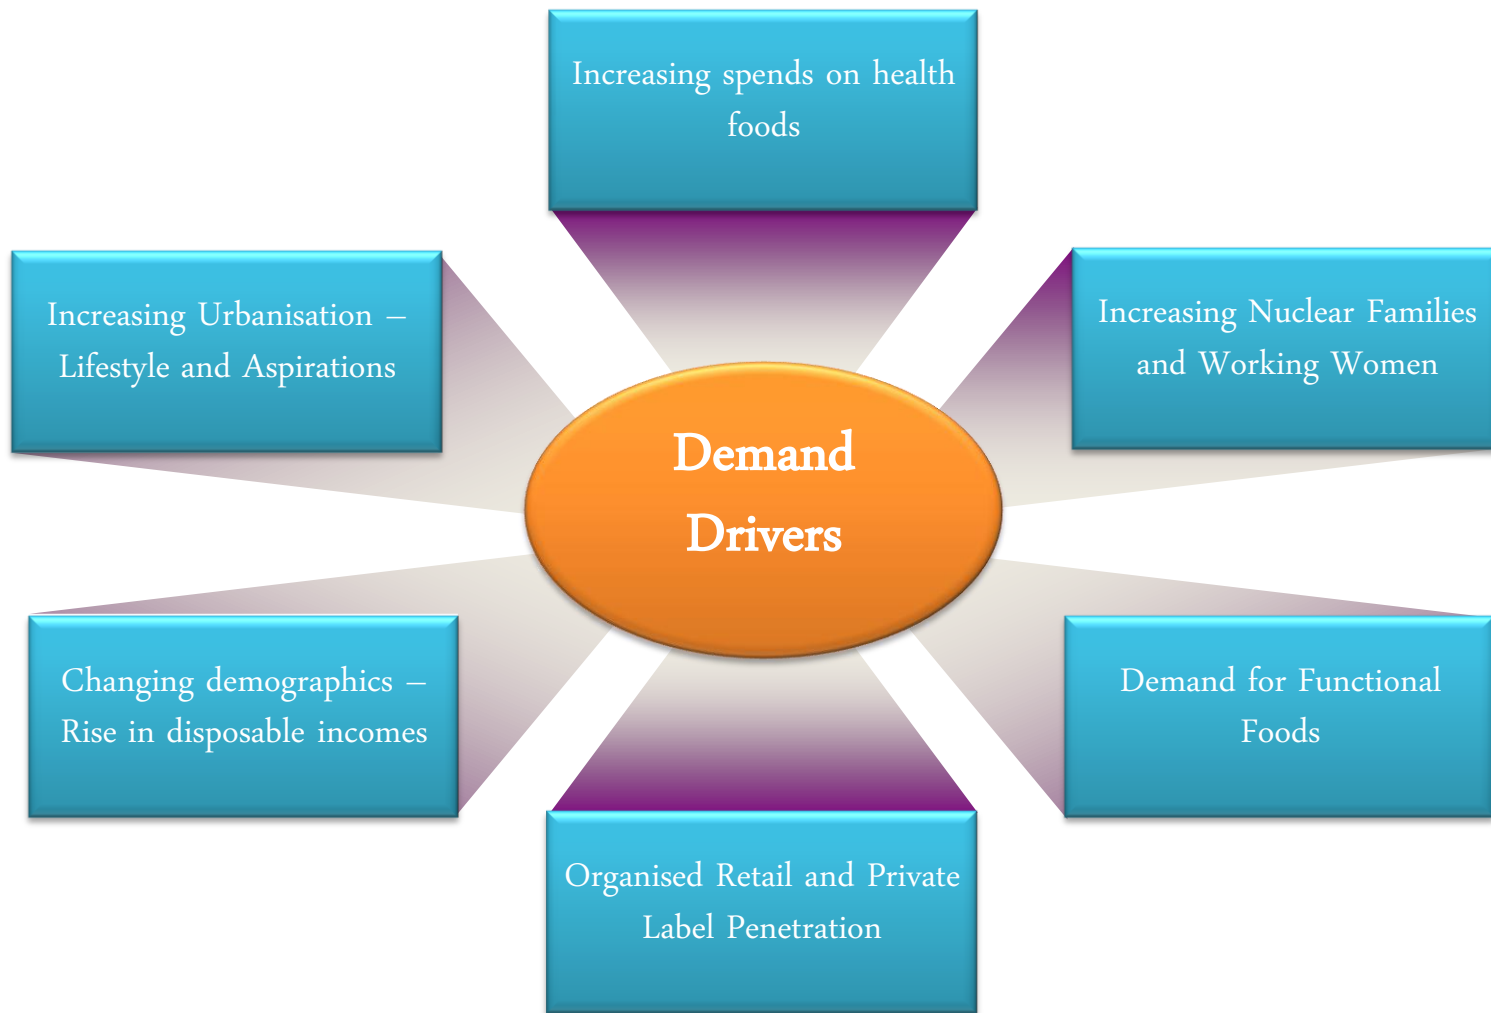 Increasing spends on health
foods
Increasing Urbanisation –
Lifestyle and Aspirations
Increasing Nuclear Families
and Working Women
Demand
Drivers
Changing demographics –
Rise in disposable incomes
Demand for Functional
Foods
Organised Retail and Private
Label Penetration